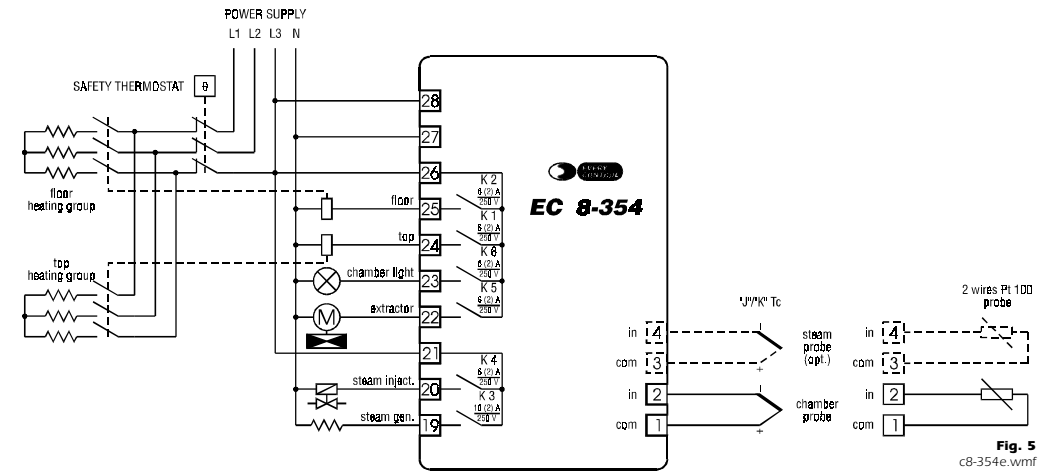 POWER SUPPLY
L1 L2 L3 N
SAFETY THERMOSTAT
θ
28
27
26
K 2
6 (2) A
250 V
floor
25
K 1
6 (2) A
250 V
top
24
K 6
6 (2) A
250 V
chamber light
23
K 5
6 (2) A
250 V
M
extractor
22
21
K 4
6 (2) A
250 V
steam inject.
20
K 3
10 (2) A
250 V
steam gen.
19
floor
heating group
top
heating group
EVERY
CONTROL
EC 8-354
"J"/"K" Tc
in 4
com 3
in 2
com 1
+
+
steam
probe
(opt.)
chamber
probe
2 wires Pt 100
probe
in 4
com 3
in 2
com 1
Fig. 5
c8-354e.wmf